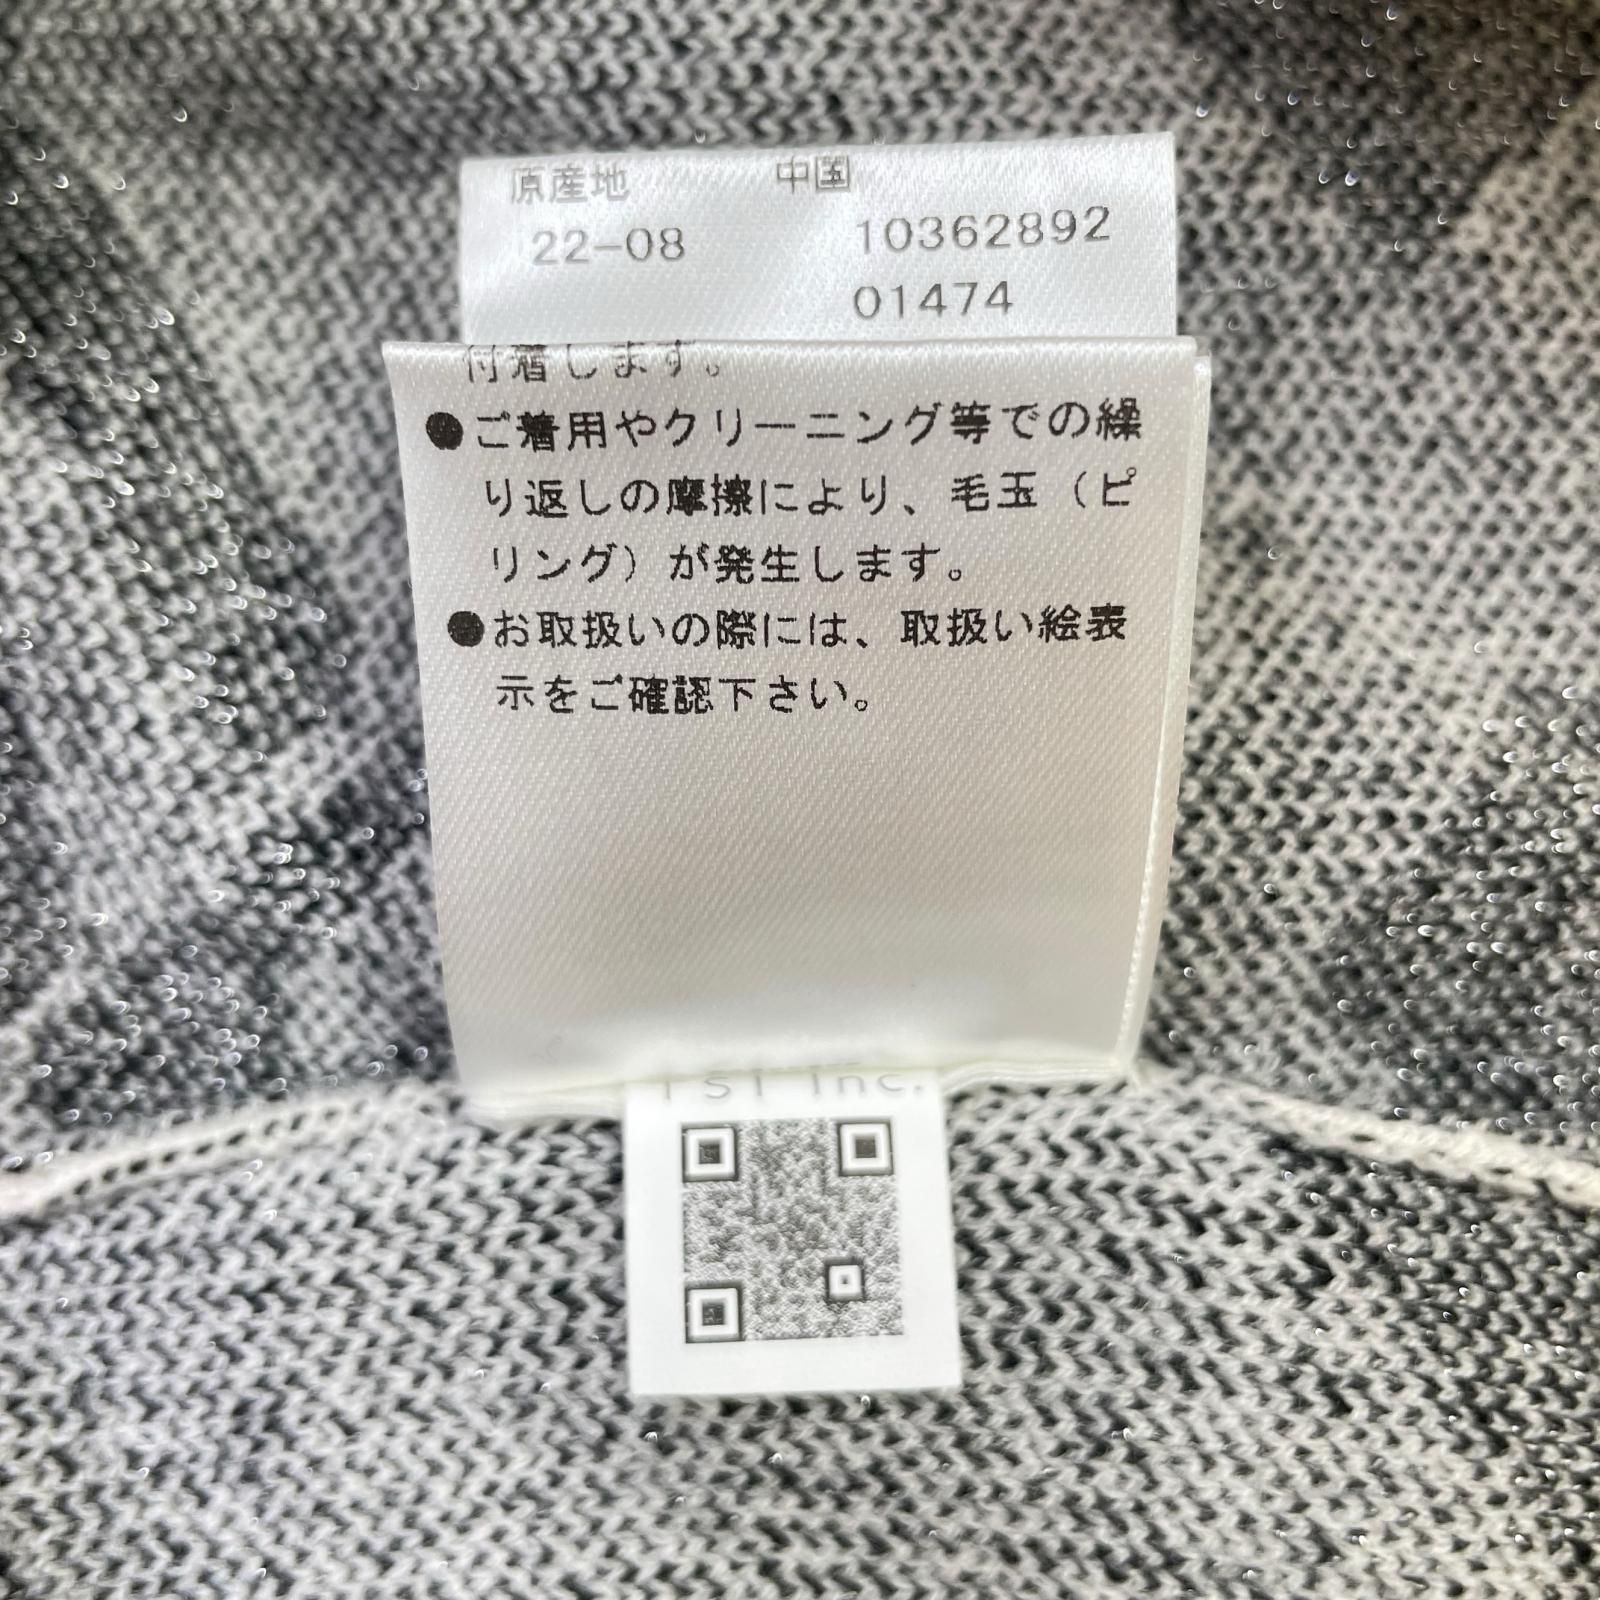 原産地 中国
22-08 10362892
01474
付着します。
●ご着用やクリーニング等での繰
り返しの摩擦により、毛玉（ピ
リング）が発生します。
●お取扱いの際には、取扱い絵表
示をご確認下さい。
TSI Inc.